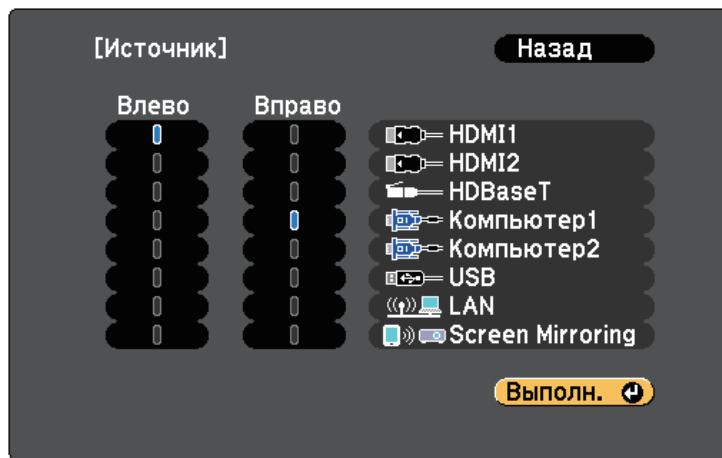 [Источник] Назад
Влево Вправо
HDMI1
HDMI2
HDBaseT
Компьютер1
Компьютер2
USB
LAN
Screen Mirroring
Выполн.